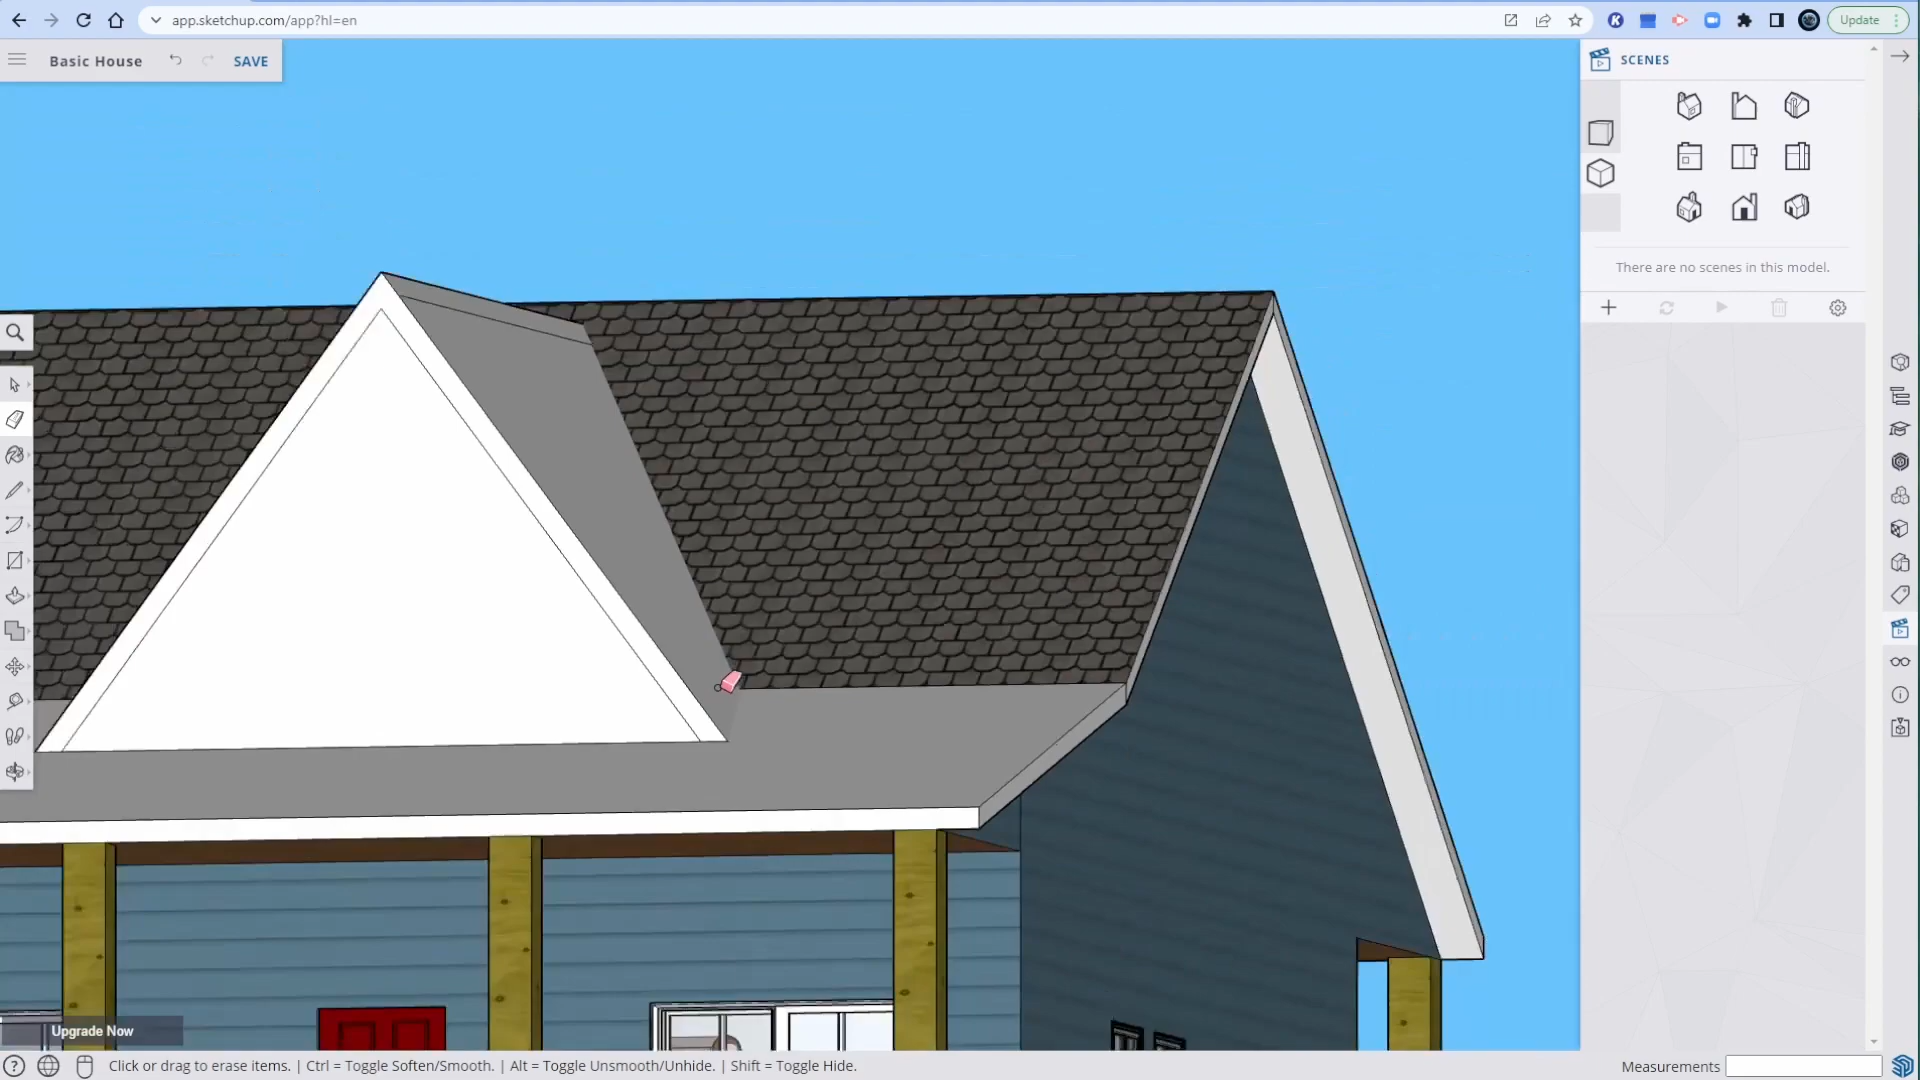 app.sketchup.com/app?hl=en
Update
Basic House
SAVE
SCENES
There are no scenes in this model.
Upgrade Now
Click or drag to erase items. | Ctrl = Toggle Soften/Smooth. | Alt = Toggle Unsmooth/Unhide. | Shift = Toggle Hide.
Measurements